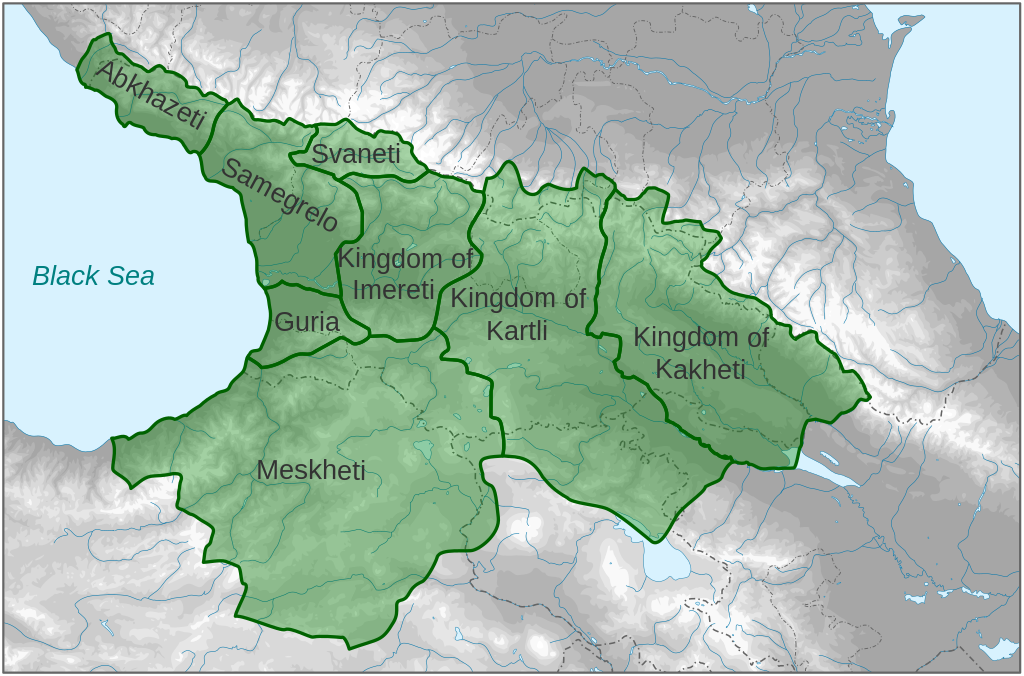 Abkhazeti
Svaneti
Samegrelo
Black Sea
Kingdom of
Imereti
Kingdom of
Kartli
Guria
Kingdom of
Kakheti
Meskheti